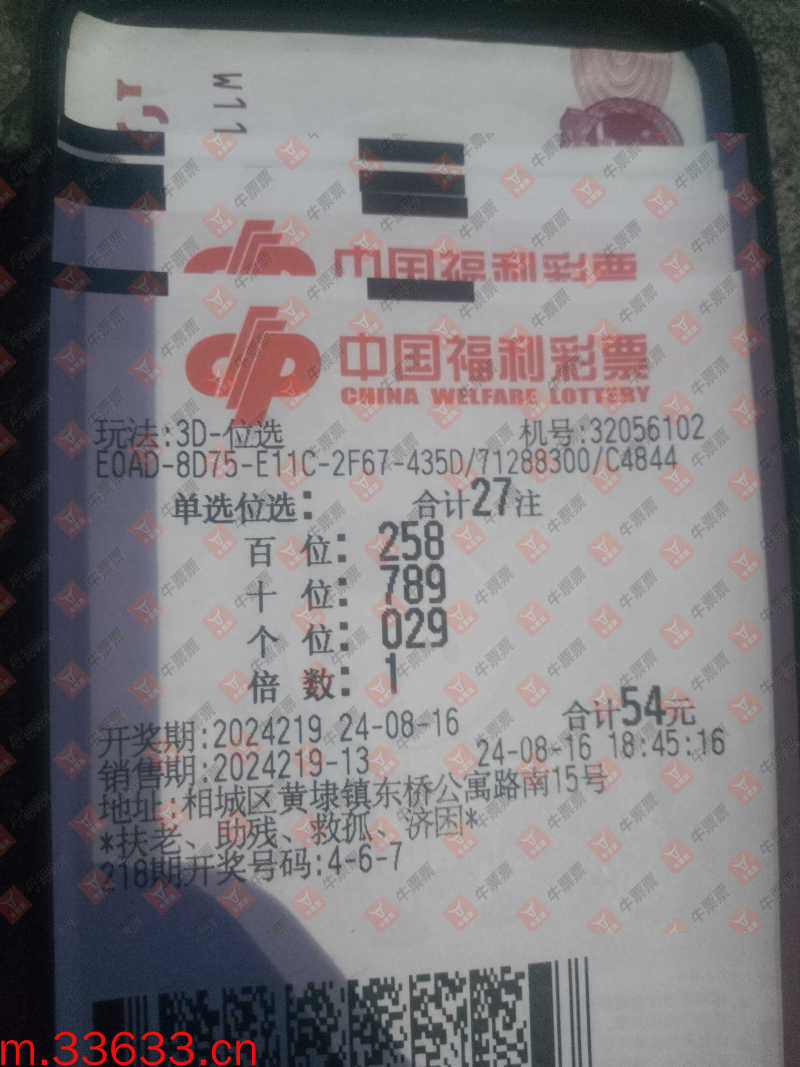 W11
中国福利彩票
中国福利彩票
CHINA WELFARE LOTTERY
玩法:3D-位选 机号:32056102
E0AD-8D75-E11C-2F67-435D/71288300/C4844
单选位选: 合计27注
百 位: 258
十 位: 789
个 位: 029
倍 数: 1
合计54元
开奖期:2024219 24-08-16
销售期:2024219-13 24-08-16 18:45:16
地址:相城区黄埭镇东桥公寓路南15号
*扶老、助残、救孤、济困*
218期开奖号码:4-6-7
牛票票
m.33633.cn